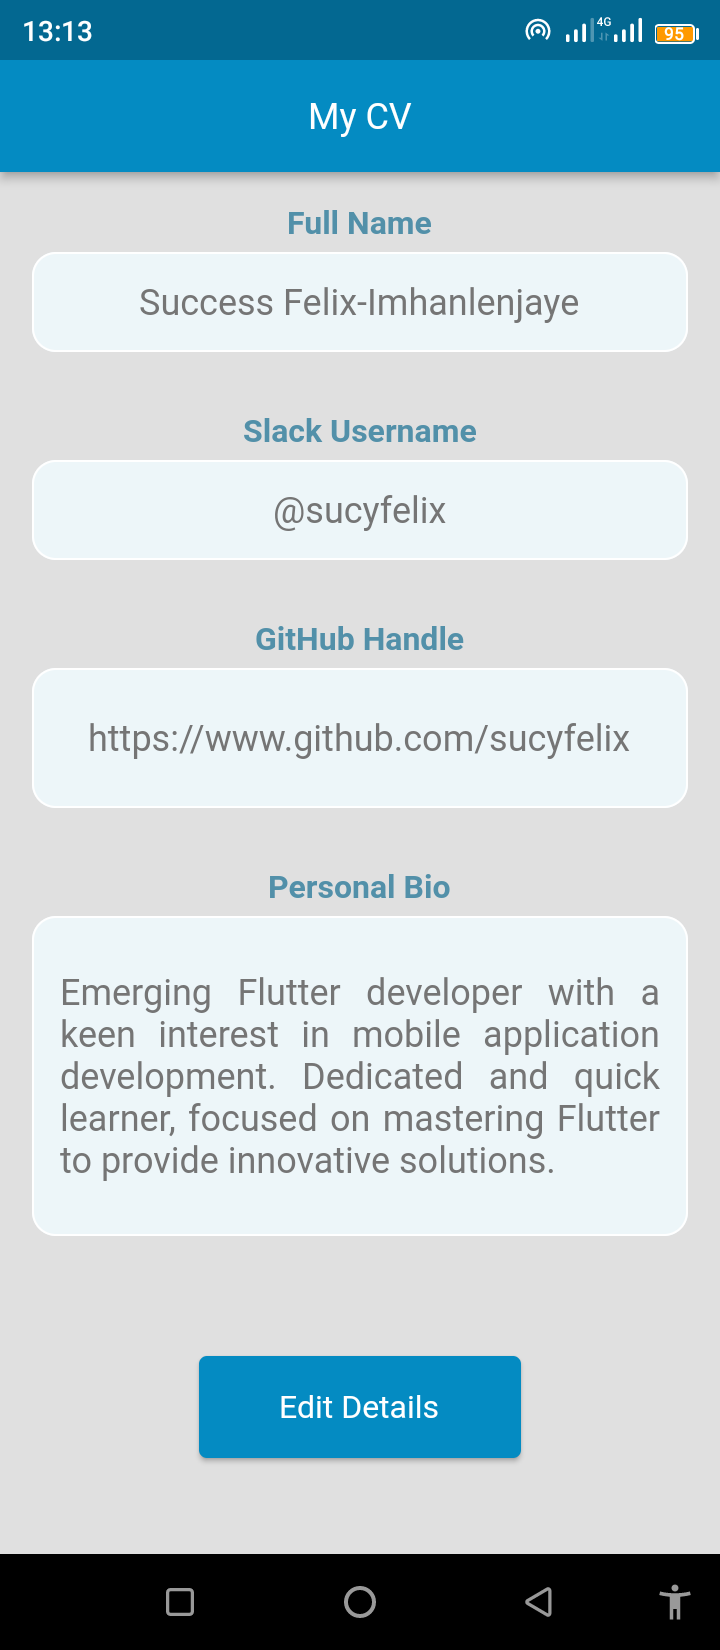 13:13
4G
95
My CV
Full Name
Success Felix-Imhanlenjaye
Slack Username
@sucyfelix
GitHub Handle
https://www.github.com/sucyfelix
Personal Bio
Emerging Flutter developer with a
keen interest in mobile application
development. Dedicated and quick
learner, focused on mastering Flutter
to provide innovative solutions.
Edit Details